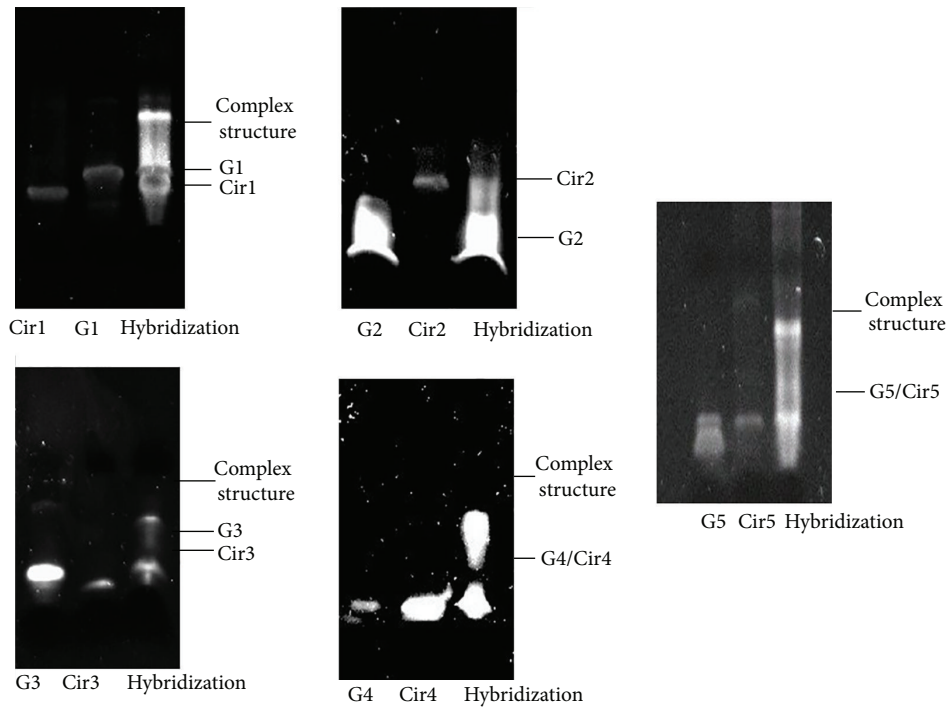 Complex
structure
G1
Cir1
Cir1 G1 Hybridization
Cir2
G2
G2 Cir2 Hybridization
Complex
structure
G5/Cir5
G5 Cir5 Hybridization
Complex
structure
G3
Cir3
G3 Cir3 Hybridization
Complex
structure
G4/Cir4
G4 Cir4 Hybridization